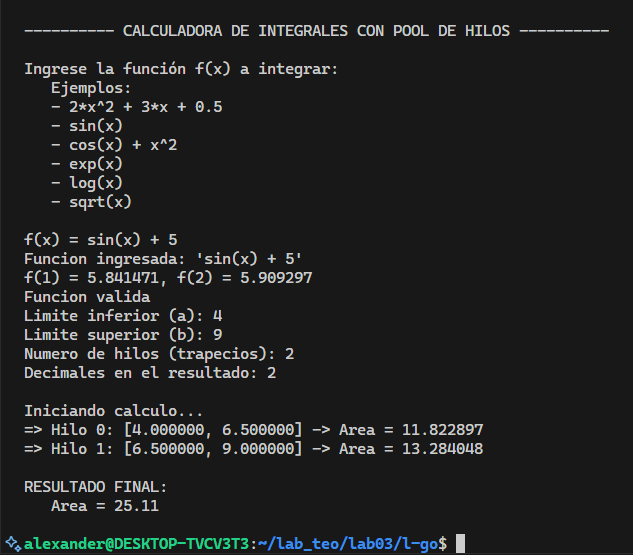 ---------- CALCULADORA DE INTEGRALES CON POOL DE HILOS ----------
Ingrese la función f(x) a integrar:
Ejemplos:
- 2*x^2 + 3*x + 0.5
- sin(x)
- cos(x) + x^2
- exp(x)
- log(x)
- sqrt(x)
f(x) = sin(x) + 5
Funcion ingresada: 'sin(x) + 5'
f(1) = 5.841471, f(2) = 5.909297
Funcion valida
Limite inferior (a): 4
Limite superior (b): 9
Numero de hilos (trapecios): 2
Decimales en el resultado: 2
Iniciando calculo...
=> Hilo 0: [4.000000, 6.500000] -> Area = 11.822897
=> Hilo 1: [6.500000, 9.000000] -> Area = 13.284048
RESULTADO FINAL:
Area = 25.11
alexander@DESKTOP-TVCV3T3:~/lab_teo/lab03/l-go$